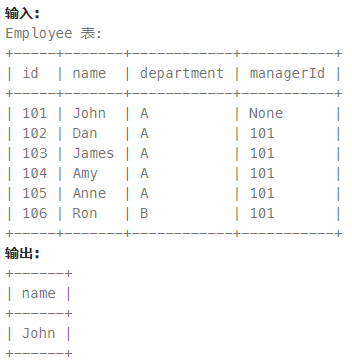 输入:
Employee 表:
+-----+-------+------------+-----------+
| id  | name  | department | managerId |
+-----+-------+------------+-----------+
| 101 | John  | A          | None      |
| 102 | Dan   | A          | 101       |
| 103 | James | A          | 101       |
| 104 | Amy   | A          | 101       |
| 105 | Anne  | A          | 101       |
| 106 | Ron   | B          | 101       |
+-----+-------+------------+-----------+
输出:
+------+
| name |
+------+
| John |
+------+